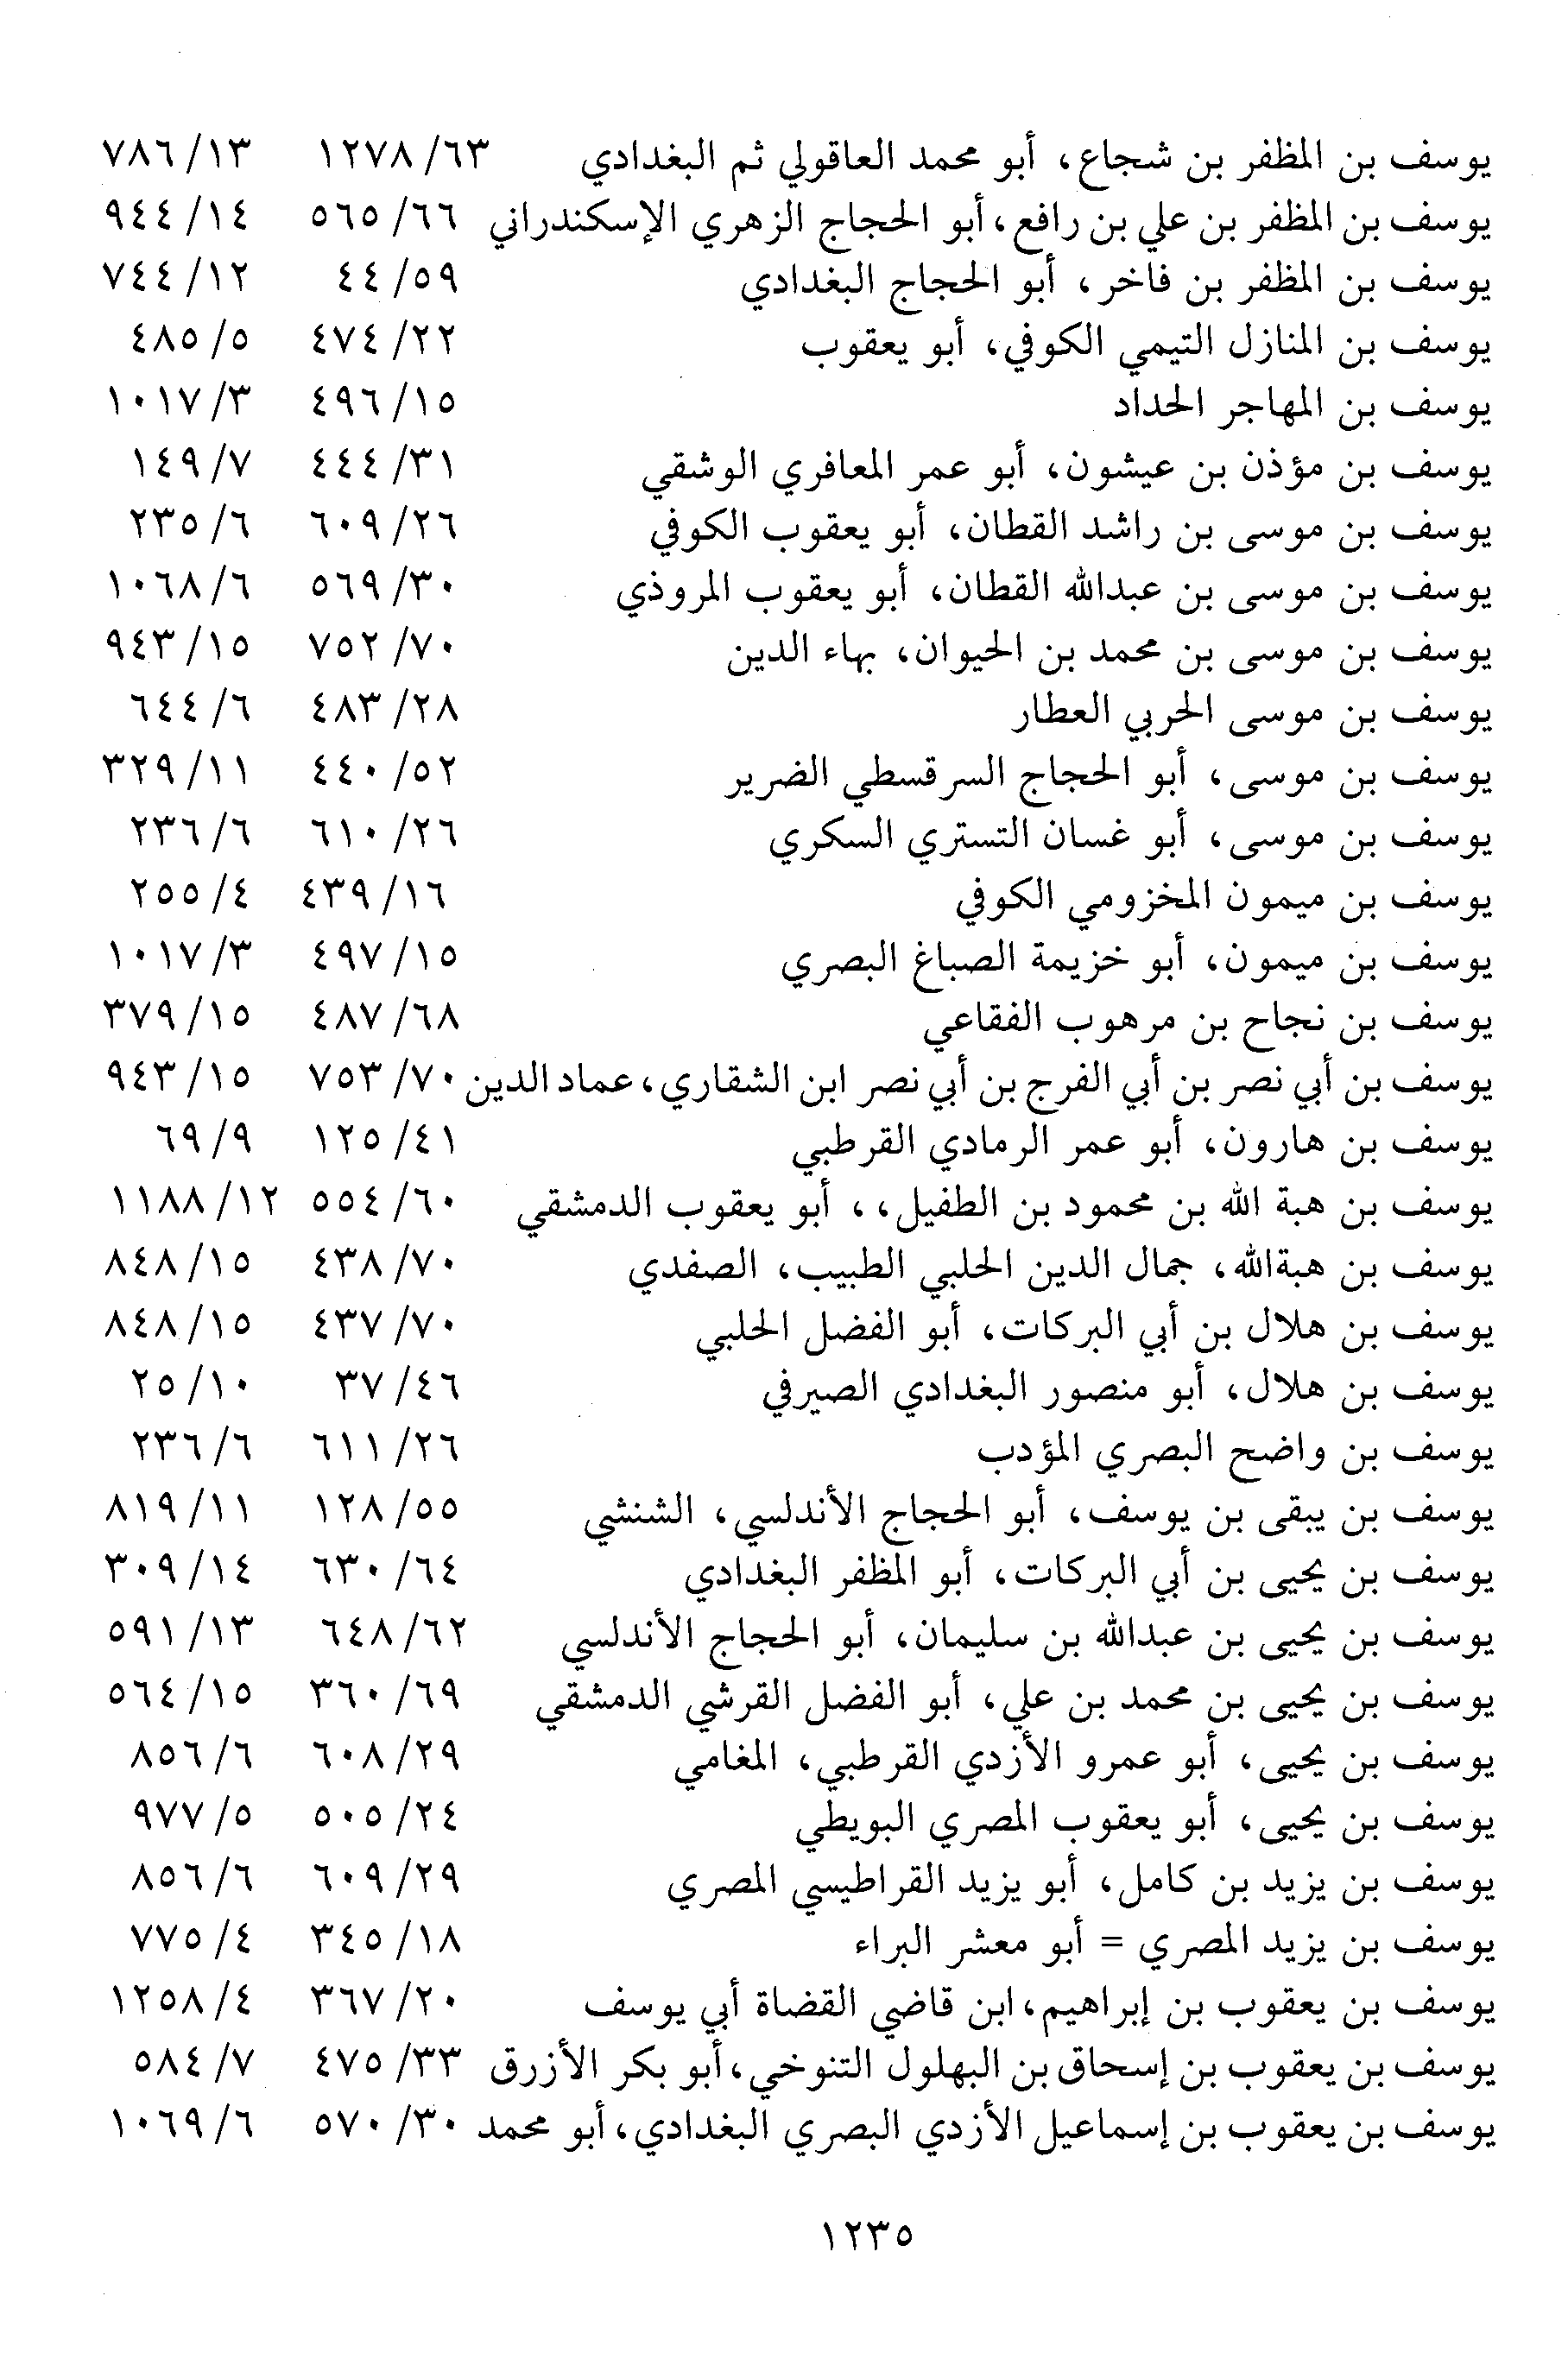 يوسف بن المظفر بن شجاع، أبو محمد العاقولي ثم البغدادي ٦٣/ ١٢٧٨ ١٣/ ٧٨٦
يوسف بن المظفر بن علي بن رافع، أبو الحجاج الزهري الإسكندراني ٦٦/ ٥٦٥ ١٤/ ٩٤٤
يوسف بن المظفر بن فاخر، أبو الحجاج البغدادي ٥٩/ ٤٤ ١٢/ ٧٤٤
يوسف بن المنازل التيمي الكوفي، أبو يعقوب ٢٢/ ٤٧٤ ٥/ ٤٨٥
يوسف بن المهاجر الحداد ١٥/ ٤٩٦ ٣/ ١٠١٧
يوسف بن مؤذن بن عيشون، أبو عمر المعافري الوشقي ٣١/ ٤٤٤ ٧/ ١٤٩
يوسف بن موسى بن راشد القطان، أبو يعقوب الكوفي ٢٦/ ٦٠٩ ٦/ ٢٣٥
يوسف بن موسى بن عبدالله القطان، أبو يعقوب المروذي ٣٠/ ٥٦٩ ٦/ ١٠٦٨
يوسف بن موسى بن محمد بن الحيوان، بهاء الدين ٧٠/ ٧٥٢ ١٥/ ٩٤٣
يوسف بن موسى الحربي العطار ٢٨/ ٤٨٣ ٦/ ٦٤٤
يوسف بن موسى، أبو الحجاج السرقسطي الضرير ٥٢/ ٤٤٠ ١١/ ٣٢٩
يوسف بن موسى، أبو غسان التستري السكري ٢٦/ ٦١٠ ٦/ ٢٣٦
يوسف بن ميمون المخزومي الكوفي ١٦/ ٤٣٩ ٤/ ٢٥٥
يوسف بن ميمون، أبو خزيمة الصباغ البصري ١٥/ ٤٩٧ ٣/ ١٠١٧
يوسف بن نجاح بن مرهوب الفقاعي ٦٨/ ٤٨٧ ١٥/ ٣٧٩
يوسف بن أبي نصر بن أبي الفرج بن أبي نصر ابن الشقاري، عماد الدين ٧٠/ ٧٥٣ ١٥/ ٩٤٣
يوسف بن هارون، أبو عمر الرمادي القرطبي ٤١/ ١٢٥ ٩/ ٦٩
يوسف بن هبة الله بن محمود بن الطفيل، ، أبو يعقوب الدمشقي ٦٠/ ٥٥٤ ١٢/ ١١٨٨
يوسف بن هبةالله، جمال الدين الحلبي الطبيب، الصفدي ٧٠/ ٤٣٨ ١٥/ ٨٤٨
يوسف بن هلال بن أبي البركات، أبو الفضل الحلبي ٧٠/ ٤٣٧ ١٥/ ٨٤٨
يوسف بن هلال، أبو منصور البغدادي الصيرفي ٤٦/ ٣٧ ١٠/ ٢٥
يوسف بن واضح البصري المؤدب ٢٦/ ٦١١ ٦/ ٢٣٦
يوسف بن يبقى بن يوسف، أبو الحجاج الأندلسي، الشنشي ٥٥/ ١٢٨ ١١/ ٨١٩
يوسف بن يحيى بن أبي البركات، أبو المظفر البغدادي ٦٤/ ٦٣٠ ١٤/ ٣٠٩
يوسف بن يحيى بن عبدالله بن سليمان، أبو الحجاج الأندلسي ٦٢/ ٦٤٨ ١٣/ ٥٩١
يوسف بن يحيى بن محمد بن علي، أبو الفضل القرشي الدمشقي ٦٩/ ٣٦٠ ١٥/ ٥٦٤
يوسف بن يحيى، أبو عمرو الأزدي القرطبي، المغامي ٢٩/ ٦٠٨ ٦/ ٨٥٦
يوسف بن يحيى، أبو يعقوب المصري البويطي ٢٤/ ٥٠٥ ٥/ ٩٧٧
يوسف بن يزيد بن كامل، أبو يزيد القراطيسي المصري ٢٩/ ٦٠٩ ٦/ ٨٥٦
يوسف بن يزيد المصري = أبو معشر البراء ١٨/ ٣٤٥ ٤/ ٧٧٥
يوسف بن يعقوب بن إبراهيم، ابن قاضي القضاة أبي يوسف ٢٠/ ٣٦٧ ٤/ ١٢٥٨
يوسف بن يعقوب بن إسحاق بن البهلول التنوخي، أبو بكر الأزرق ٣٣/ ٤٧٥ ٧/ ٥٨٤
يوسف بن يعقوب بن إسماعيل الأزدي البصري البغدادي، أبو محمد ٣٠/ ٥٧٠ ٦/ ١٠٦٩
١٢٣٥